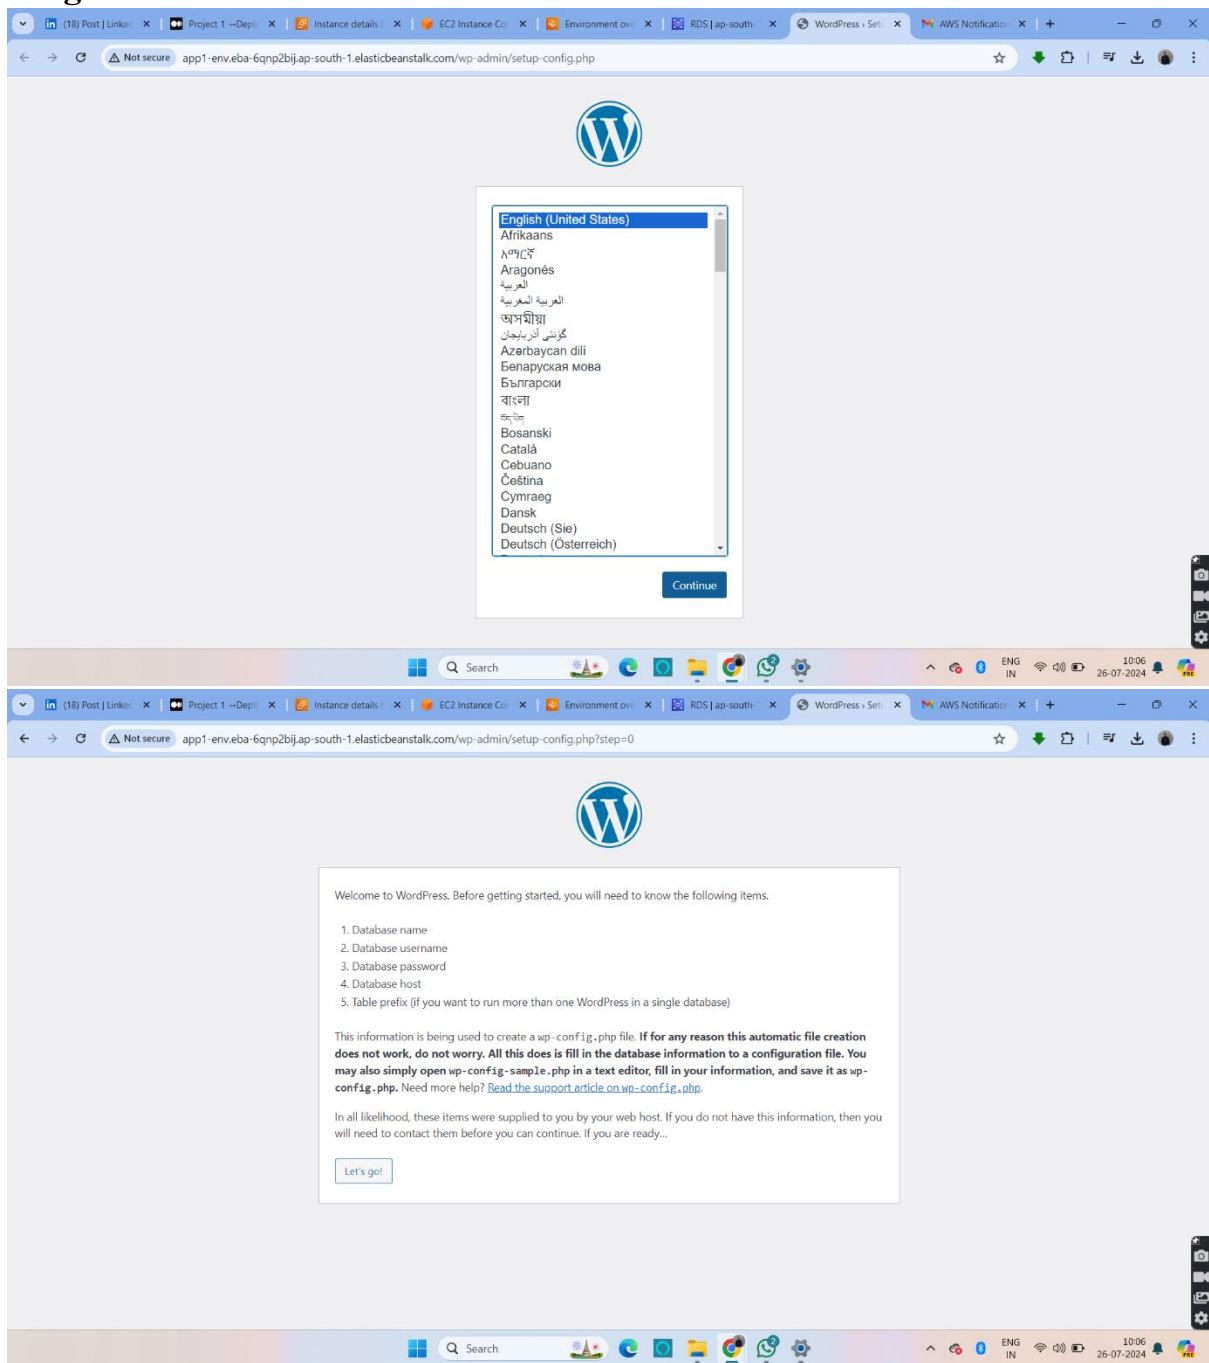 (18) Post | Linke
Project 1 →Depl
Instance details |
EC2 Instance Co
Environment ove
RDS | ap-south-
WordPress › Set
AWS Notification
Not secure app1-env.eba-6qnp2bij.ap-south-1.elasticbeanstalk.com/wp-admin/setup-config.php
English (United States)
Afrikaans
አማርኛ
Aragonés
العربية
العربية المغربية
অসমীয়া
گؤنئی آذربایجان
Azərbaycan dili
Беларуская мова
Български
বাংলা
བོད་ཡིག
Bosanski
Català
Cebuano
Čeština
Cymraeg
Dansk
Deutsch (Sie)
Deutsch (Österreich)
Continue
Search
ENG
IN
10:06
26-07-2024
(18) Post | Linke
Project 1 →Depl
Instance details |
EC2 Instance Co
Environment ove
RDS | ap-south-
WordPress › Set
AWS Notification
Not secure app1-env.eba-6qnp2bij.ap-south-1.elasticbeanstalk.com/wp-admin/setup-config.php?step=0
Welcome to WordPress. Before getting started, you will need to know the following items.
1. Database name
2. Database username
3. Database password
4. Database host
5. Table prefix (if you want to run more than one WordPress in a single database)
This information is being used to create a wp-config.php file. If for any reason this automatic file creation
does not work, do not worry. All this does is fill in the database information to a configuration file. You
may also simply open wp-config-sample.php in a text editor, fill in your information, and save it as wp-
config.php. Need more help? Read the support article on wp-config.php.
In all likelihood, these items were supplied to you by your web host. If you do not have this information, then you
will need to contact them before you can continue. If you are ready...
Let's go!
Search
ENG
IN
10:06
26-07-2024